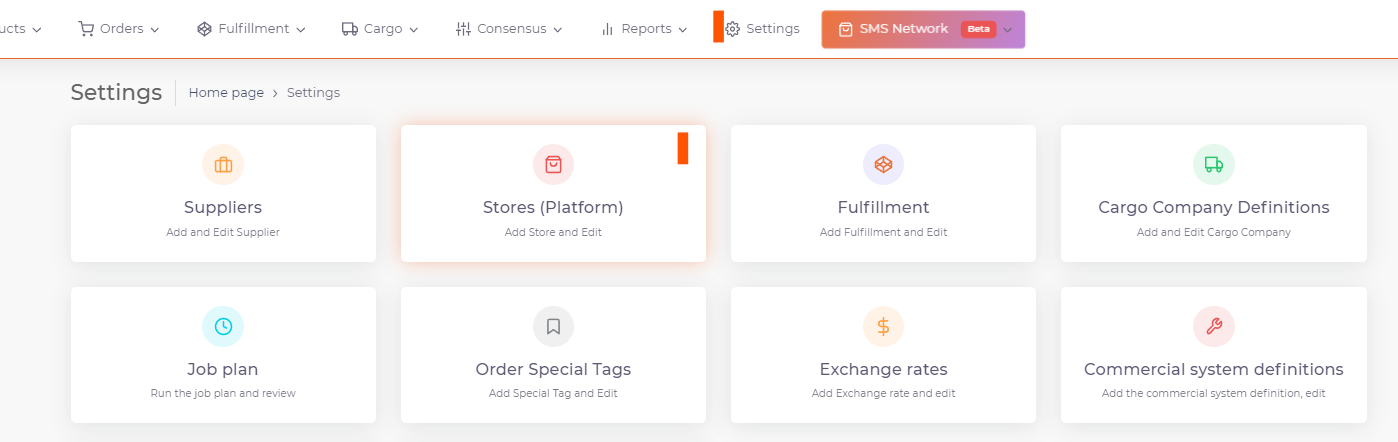 ucts Orders Fulfillment Cargo Consensus Reports Settings SMS Network Beta
Settings Home page › Settings
Suppliers
Add and Edit Supplier
Stores (Platform)
Add Store and Edit
Fulfillment
Add Fulfillment and Edit
Cargo Company Definitions
Add and Edit Cargo Company
Job plan
Run the job plan and review
Order Special Tags
Add Special Tag and Edit
Exchange rates
Add Exchange rate and edit
Commercial system definitions
Add the commercial system definition, edit